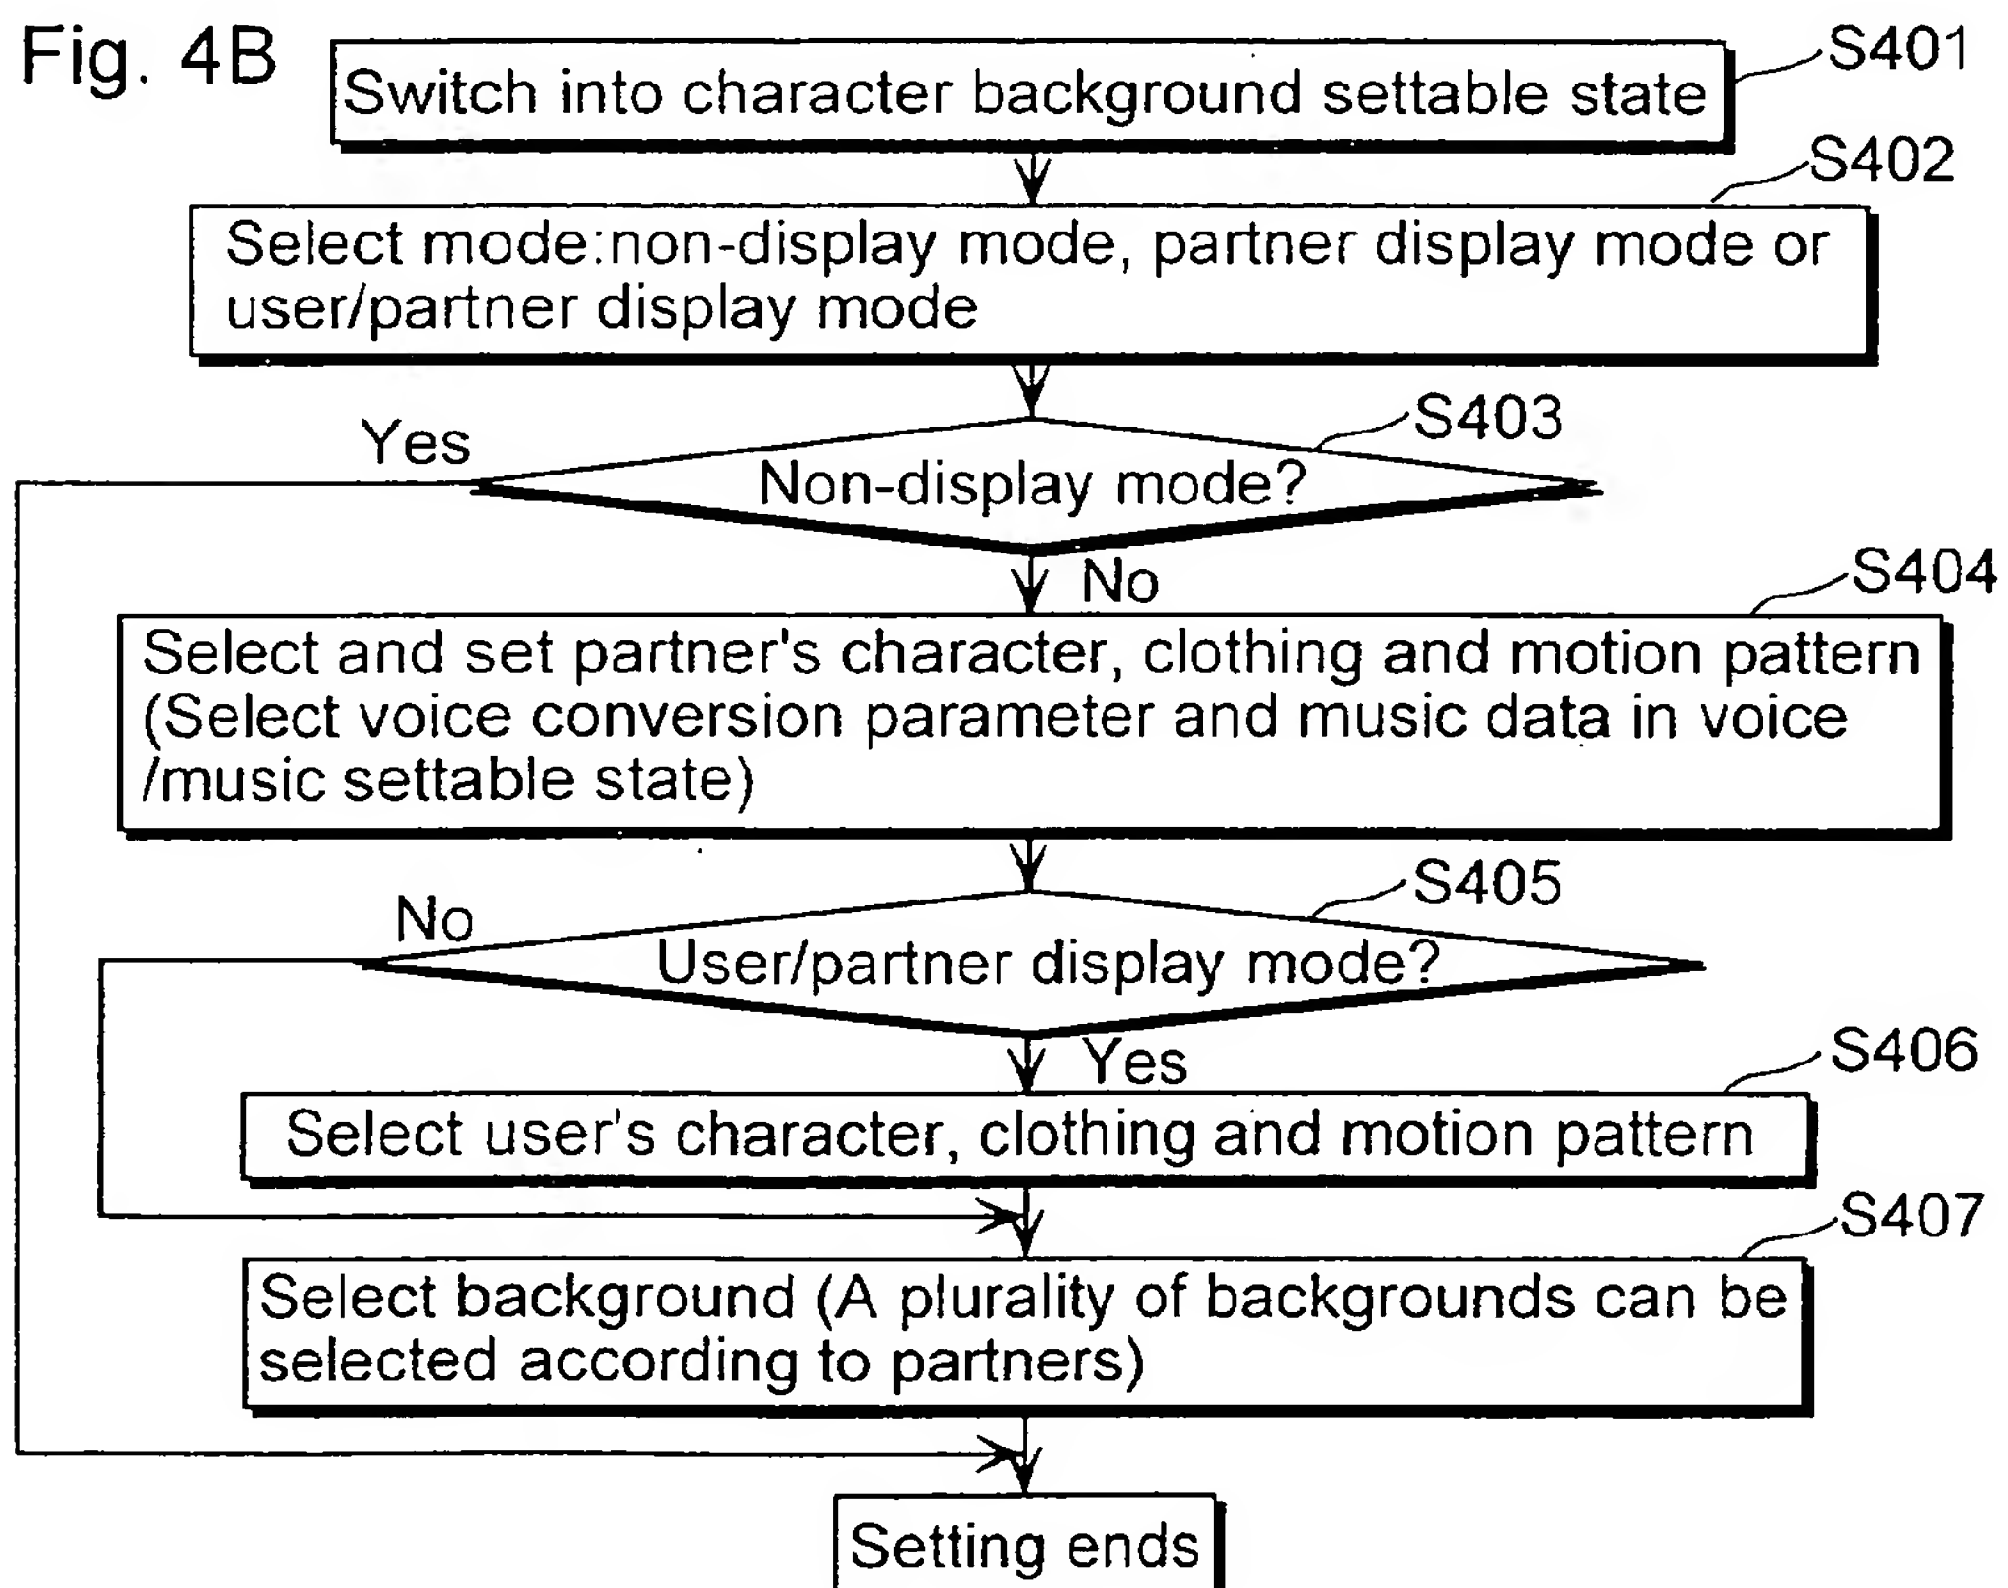 Fig. 4B
S401
Switch into character background settable state
S402
Select mode:non-display mode, partner display mode or
user/partner display mode
S403
Yes
Non-display mode?
No
S404
Select and set partner's character, clothing and motion pattern
(Select voice conversion parameter and music data in voice
/music settable state)
S405
No
User/partner display mode?
Yes
S406
Select user's character, clothing and motion pattern
S407
Select background (A plurality of backgrounds can be
selected according to partners)
Setting ends